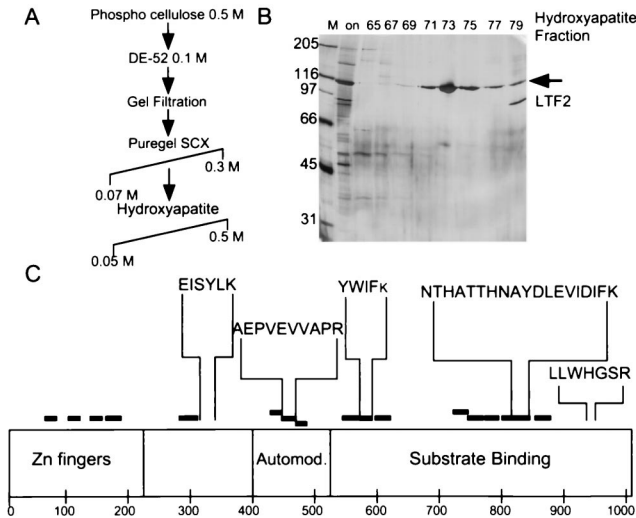 A
Phospho cellulose 0.5 M
DE-52 0.1 M
Gel Filtration
Puregel SCX
0.07 M
0.3 M
Hydroxyapatite
0.05 M
0.5 M
B
M on 65 67 69 71 73 75 77 79 Hydroxyapatite
Fraction
205
116
97
66
45
31
LTF2
C
EISYLK
YWIFK
NTHATTHNAYDLEVIDIFK
AEPVEVVAPR
LLWHGSR
Zn fingers
Automod.
Substrate Binding
0 100 200 300 400 500 600 700 800 900 1000